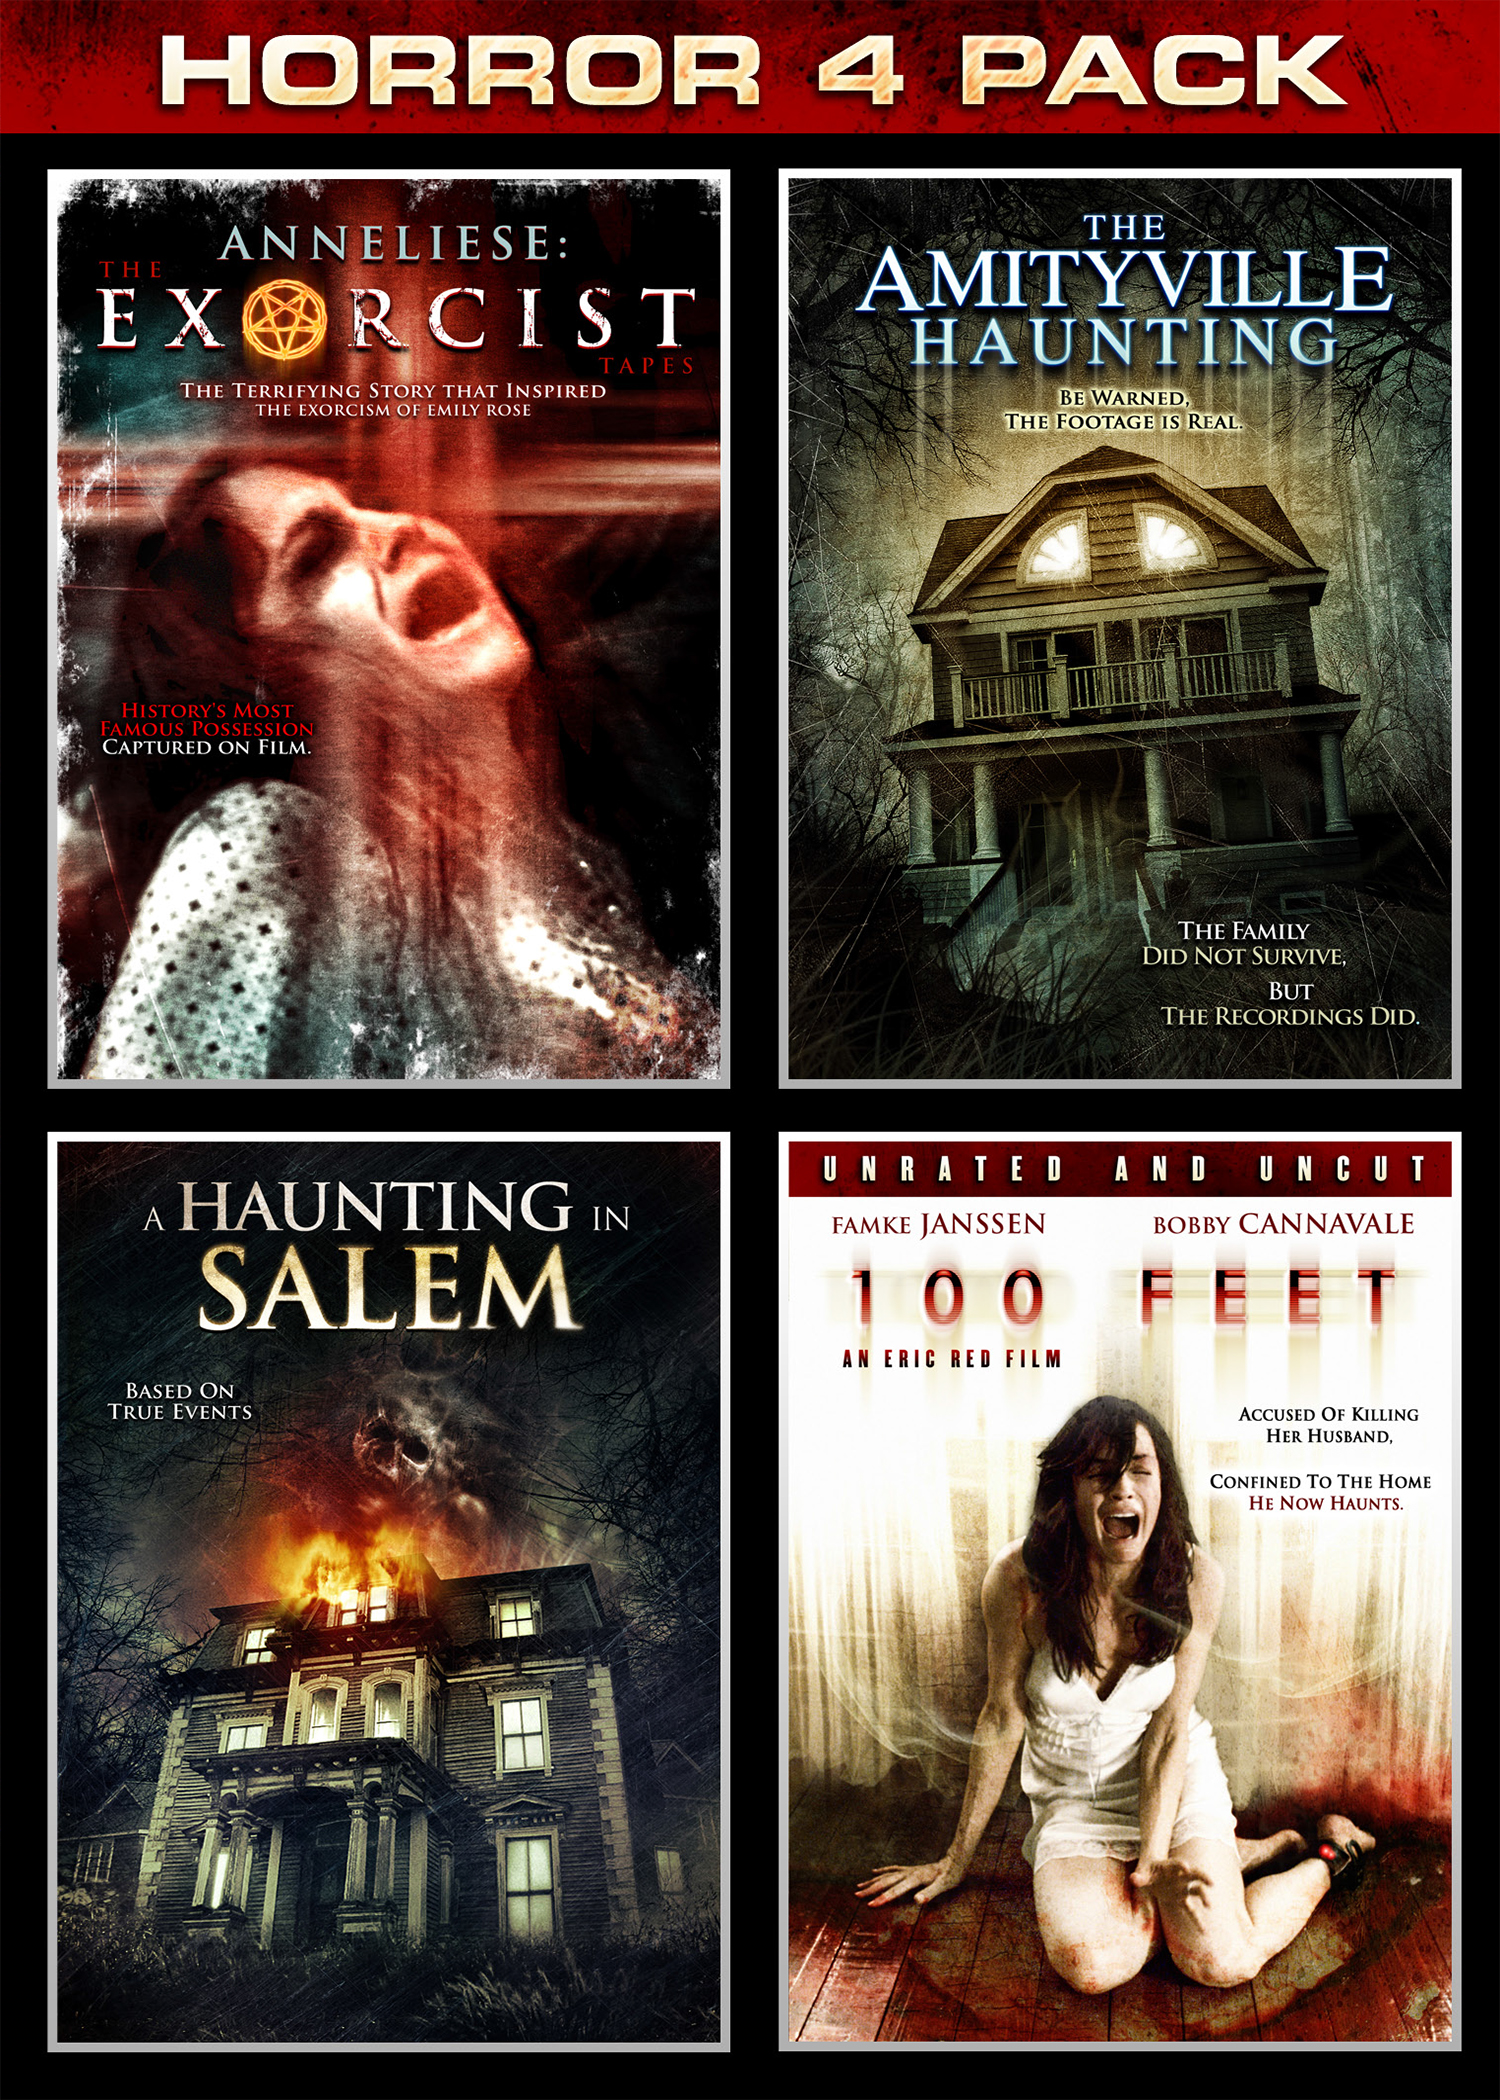 HORROR 4 PACK
ANNELIESE:
THE
EXORCIST
TAPES
THE TERRIFYING STORY THAT INSPIRED
THE EXORCISM OF EMILY ROSE
HISTORY'S MOST
FAMOUS POSSESSION
CAPTURED ON FILM.
THE
AMITYVILLE
HAUNTING
BE WARNED,
THE FOOTAGE IS REAL.
THE FAMILY
DID NOT SURVIVE,
BUT
THE RECORDINGS DID.
A HAUNTING IN
SALEM
BASED ON
TRUE EVENTS
UNRATED AND UNCUT
FAMKE JANSSEN BOBBY CANNAVALE
100 FEET
AN ERIC RED FILM
ACCUSED OF KILLING
HER HUSBAND,
CONFINED TO THE HOME
HE NOW HAUNTS.